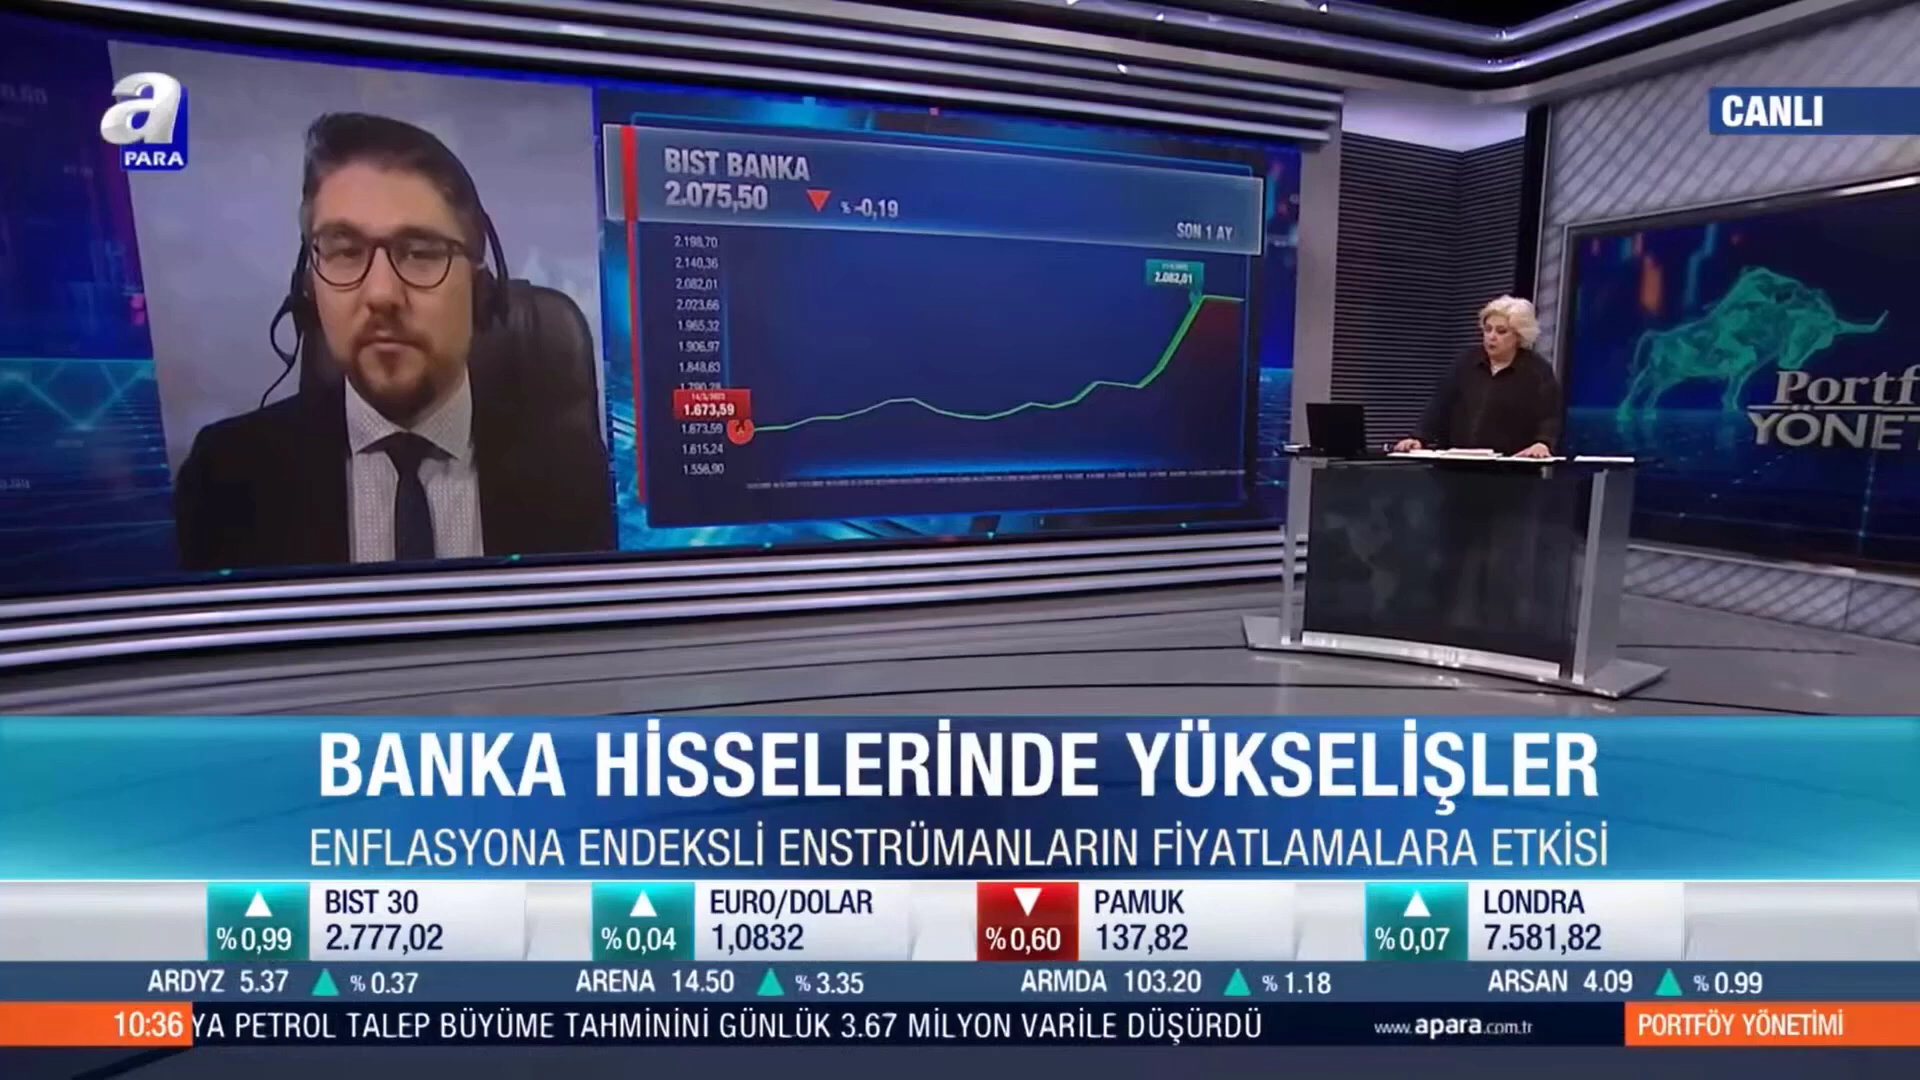 a
PARA
CANLI
BIST BANKA
2.075,50 % -0,19
SON 1 AY
2.198,70
2.140,36
2.082,01
2.023,66
1.965,32
1.906,97
1.848,63
1.790,28
1.673,59
1.673,59
1.615,24
1.556,90
2.082,01
Portf
YÖNET
BANKA HİSSELERİNDE YÜKSELİŞLER
ENFLASYONA ENDEKSLİ ENSTRÜMANLARIN FİYATLAMALARA ETKİSİ
%0,99 BIST 30 2.777,02
%0,04 EURO/DOLAR 1,0832
%0,60 PAMUK 137,82
%0,07 LONDRA 7.581,82
ARDYZ 5.37 % 0.37 ARENA 14.50 % 3.35 ARMDA 103.20 % 1.18 ARSAN 4.09 % 0.99
10:36 YA PETROL TALEP BÜYÜME TAHMİNİNİ GÜNLÜK 3.67 MİLYON VARİLE DÜŞÜRDÜ www.apara.com.tr PORTFÖY YÖNETİMİ